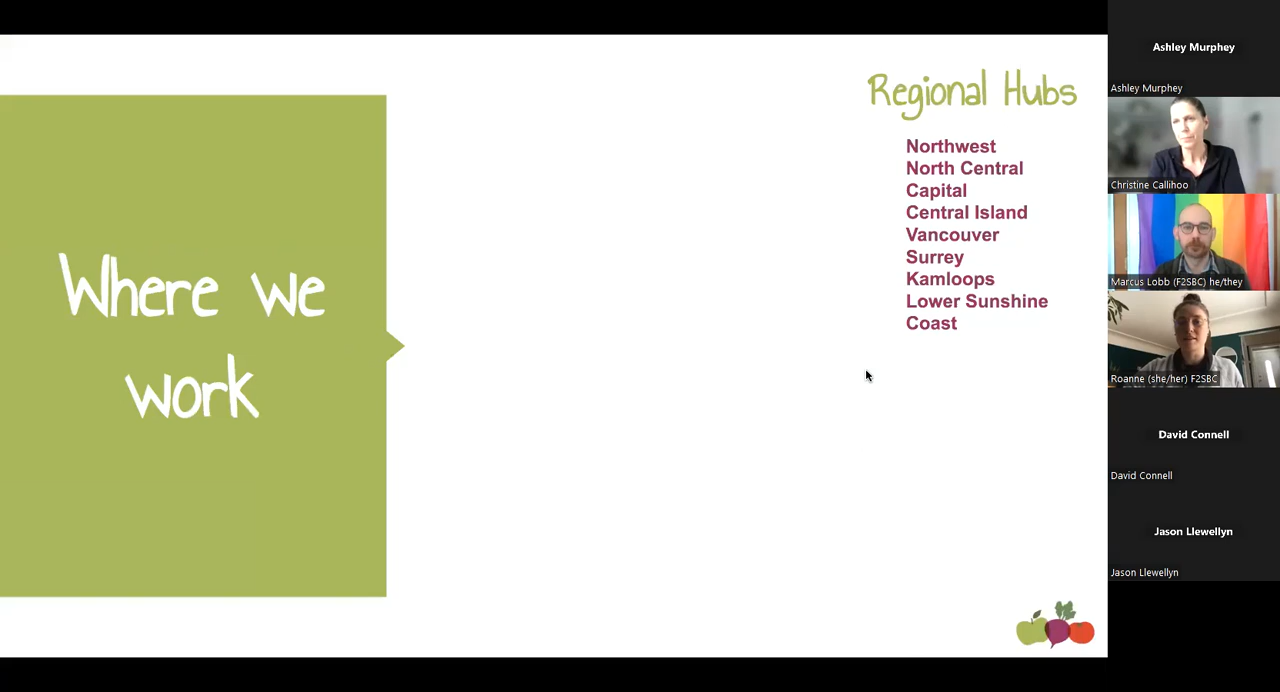 Where we
work
Regional Hubs
Northwest
North Central
Capital
Central Island
Vancouver
Surrey
Kamloops
Lower Sunshine
Coast
Ashley Murphey
Ashley Murphey
Christine Callihoo
Marcus Lobb (F2SBC) he/they
Roanne (she/her) F2SBC
David Connell
David Connell
Jason Llewellyn
Jason Llewellyn